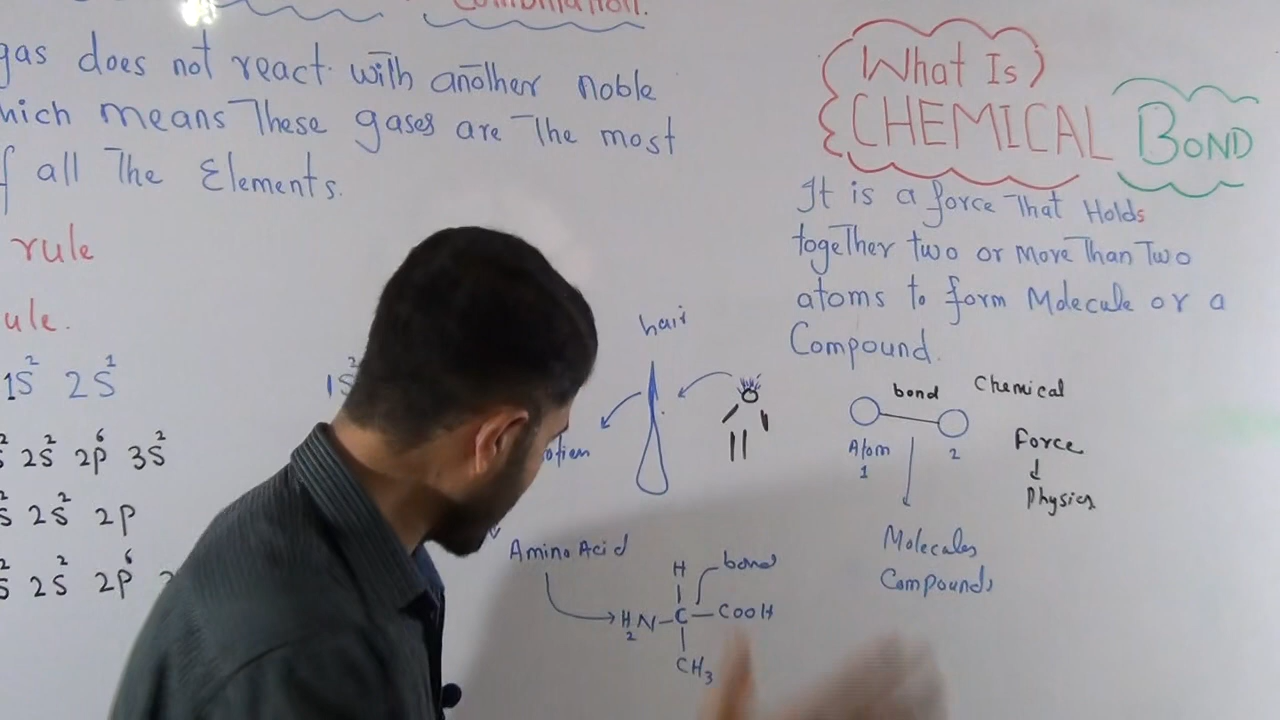 Combination.
gas does not react with another noble
hich means These gases are The most
f all The Elements.
rule
ule.
1S² 2S¹
1S²
2S² 2P⁶ 3S²
2S² 2P
2S² 2P⁶
What Is
CHEMICAL BOND
It is a force That Holds
together two or more Than Two
atoms to form Molecule or a
Compound.
hair
bond Chemical
Atom
1 2
Force
Physics
Molecules
Compounds
Amino Acid
H bond
H₂N-C-COOH
CH₃